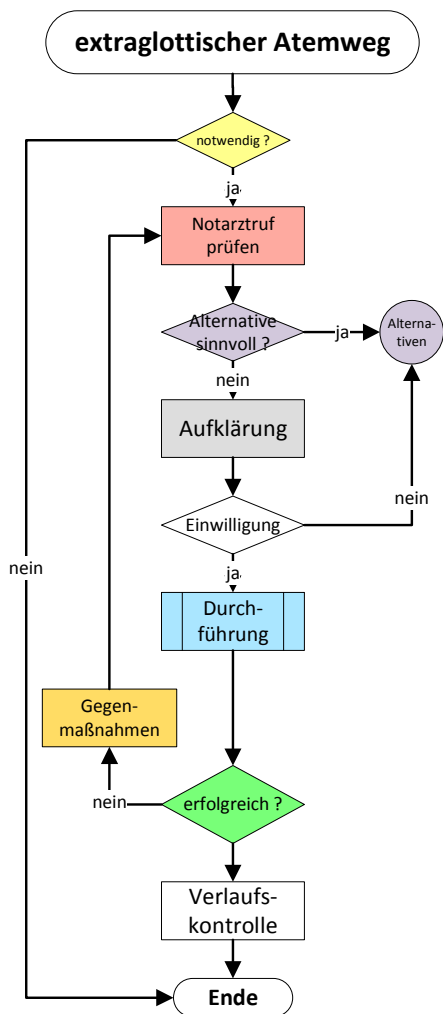 extraglottischer Atemweg
notwendig ?
ja
Notarztruf
prüfen
Alternative
sinnvoll ?
ja
Alterna-
tiven
nein
Aufklärung
nein
Einwilligung
nein
ja
Durch-
führung
Gegen-
maßnahmen
nein
erfolgreich ?
Verlaufs-
kontrolle
Ende